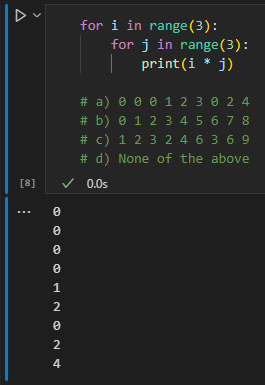 for i in range(3):
    for j in range(3):
        print(i * j)

# a) 0 0 0 1 2 3 0 2 4
# b) 0 1 2 3 4 5 6 7 8
# c) 1 2 3 2 4 6 3 6 9
# d) None of the above
[8] ✓ 0.0s
... 0
0
0
0
1
2
0
2
4